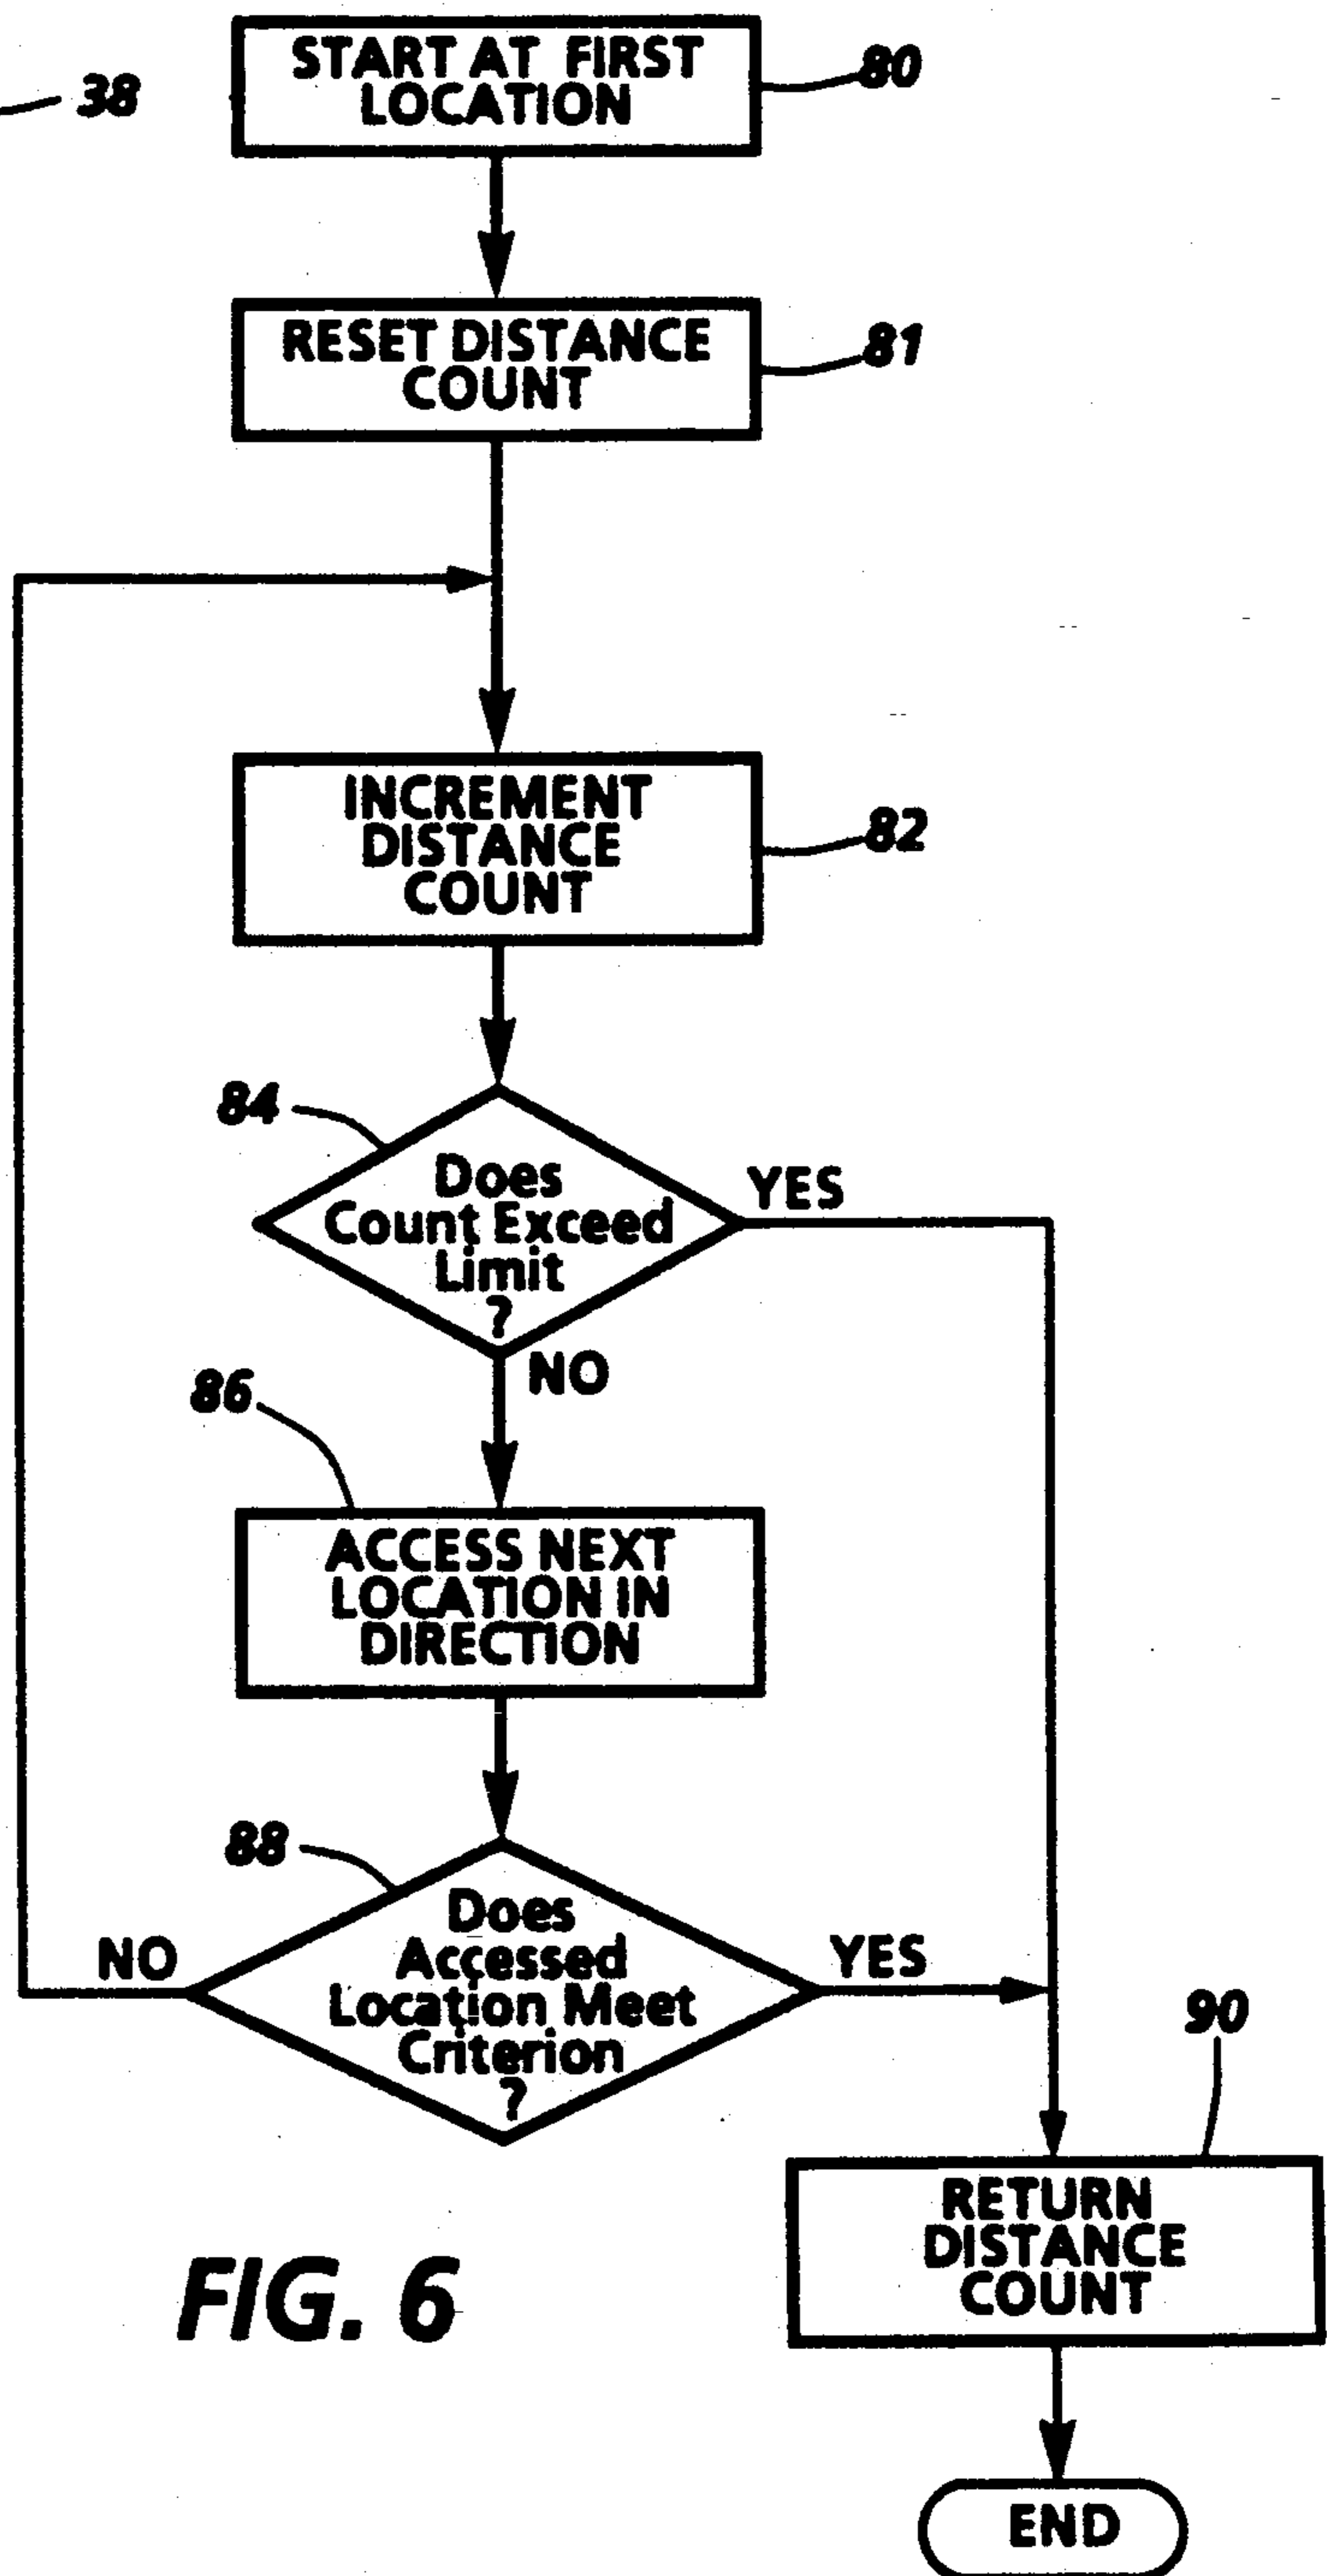 38
START AT FIRST
LOCATION
80
RESET DISTANCE
COUNT
81
INCREMENT
DISTANCE
COUNT
82
84
Does
Count Exceed
Limit
?
YES
NO
86
ACCESS NEXT
LOCATION IN
DIRECTION
88
Does
Accessed
Location Meet
Criterion
?
NO
YES
90
RETURN
DISTANCE
COUNT
FIG. 6
END